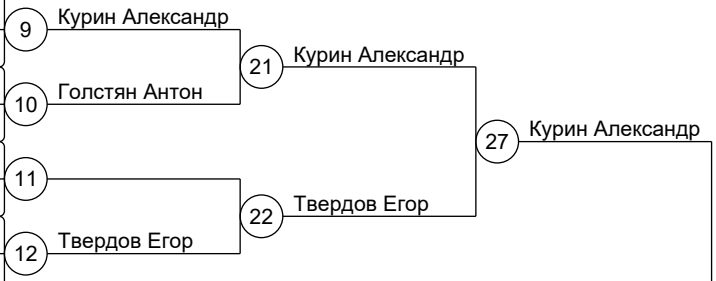 9
Курин Александр
21
Курин Александр
10
Голстян Антон
27
Курин Александр
11
22
Твердов Егор
12
Твердов Егор